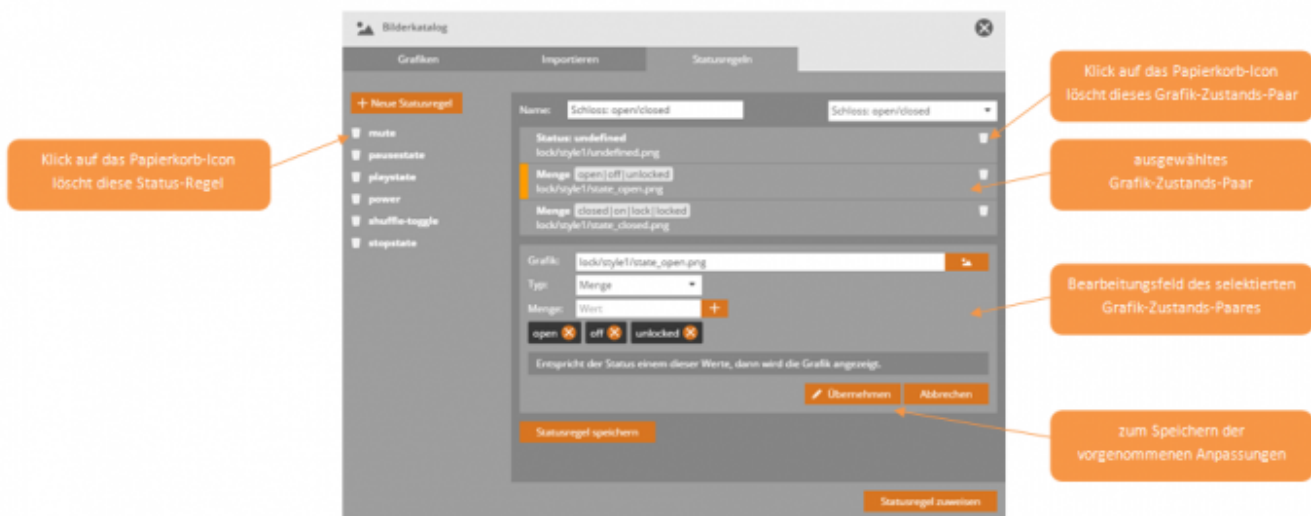 Bilderkatalog
Grafiken
Importieren
Statusregeln
+ Neue Statusregel
mute
pausestate
playstate
power
shuffle-toggle
stopstate
Name:
Schloss: open/closed
Schloss: open/closed
Status: undefined
lock/style1/undefined.png
Menge open|off|unlocked
lock/style1/state_open.png
Menge closed|on|lock|locked
lock/style1/state_closed.png
Grafik:
lock/style1/state_open.png
Typ:
Menge
Menge:
Wert
+
open
off
unlocked
Entspricht der Status einem dieser Werte, dann wird die Grafik angezeigt.
Übernehmen
Abbrechen
Statusregel speichern
Statusregel zuweisen
Klick auf das Papierkorb-Icon
löscht diese Status-Regel
Klick auf das Papierkorb-Icon
löscht dieses Grafik-Zustands-Paar
ausgewähltes
Grafik-Zustands-Paar
Bearbeitungsfeld des selektierten
Grafik-Zustands-Paares
zum Speichern der
vorgenommenen Anpassungen